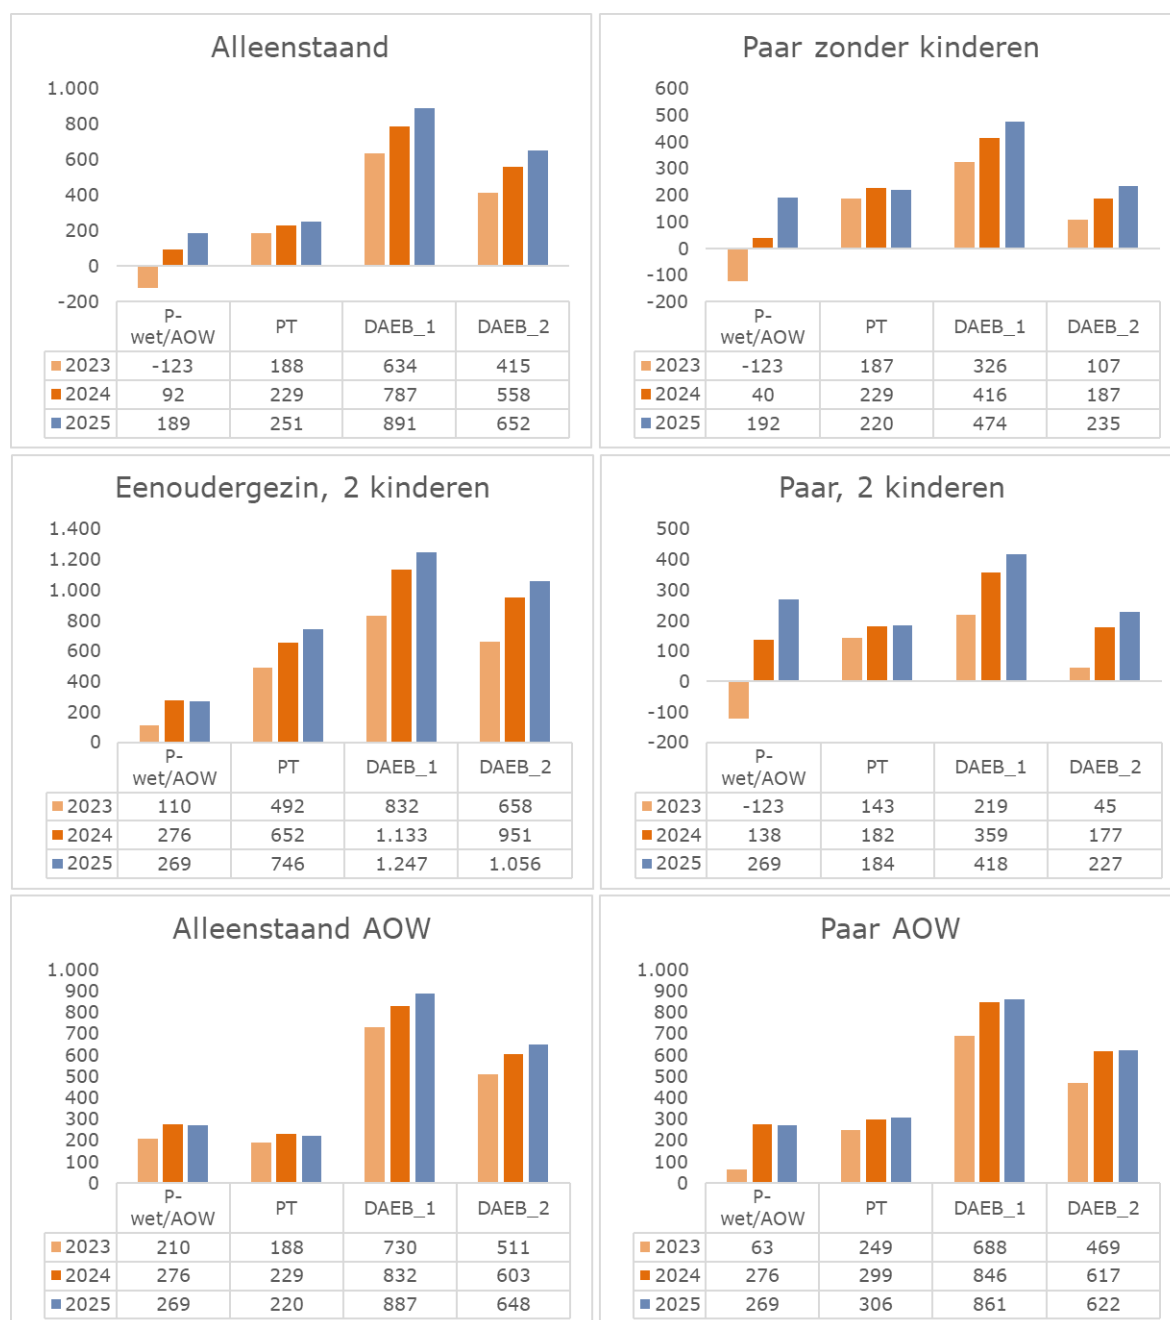 Alleenstaand
1.000
800
600
400
200
0
-200
P-wet/AOW PT DAEB_1 DAEB_2
2023 -123 188 634 415
2024 92 229 787 558
2025 189 251 891 652
Paar zonder kinderen
600
500
400
300
200
100
0
-100
-200
P-wet/AOW PT DAEB_1 DAEB_2
2023 -123 187 326 107
2024 40 229 416 187
2025 192 220 474 235
Eenoudergezin, 2 kinderen
1.400
1.200
1.000
800
600
400
200
0
P-wet/AOW PT DAEB_1 DAEB_2
2023 110 492 832 658
2024 276 652 1.133 951
2025 269 746 1.247 1.056
Paar, 2 kinderen
500
400
300
200
100
0
-100
-200
P-wet/AOW PT DAEB_1 DAEB_2
2023 -123 143 219 45
2024 138 182 359 177
2025 269 184 418 227
Alleenstaand AOW
1.000
900
800
700
600
500
400
300
200
100
0
P-wet/AOW PT DAEB_1 DAEB_2
2023 210 188 730 511
2024 276 229 832 603
2025 269 220 887 648
Paar AOW
1.000
900
800
700
600
500
400
300
200
100
0
P-wet/AOW PT DAEB_1 DAEB_2
2023 63 249 688 469
2024 276 299 846 617
2025 269 306 861 622